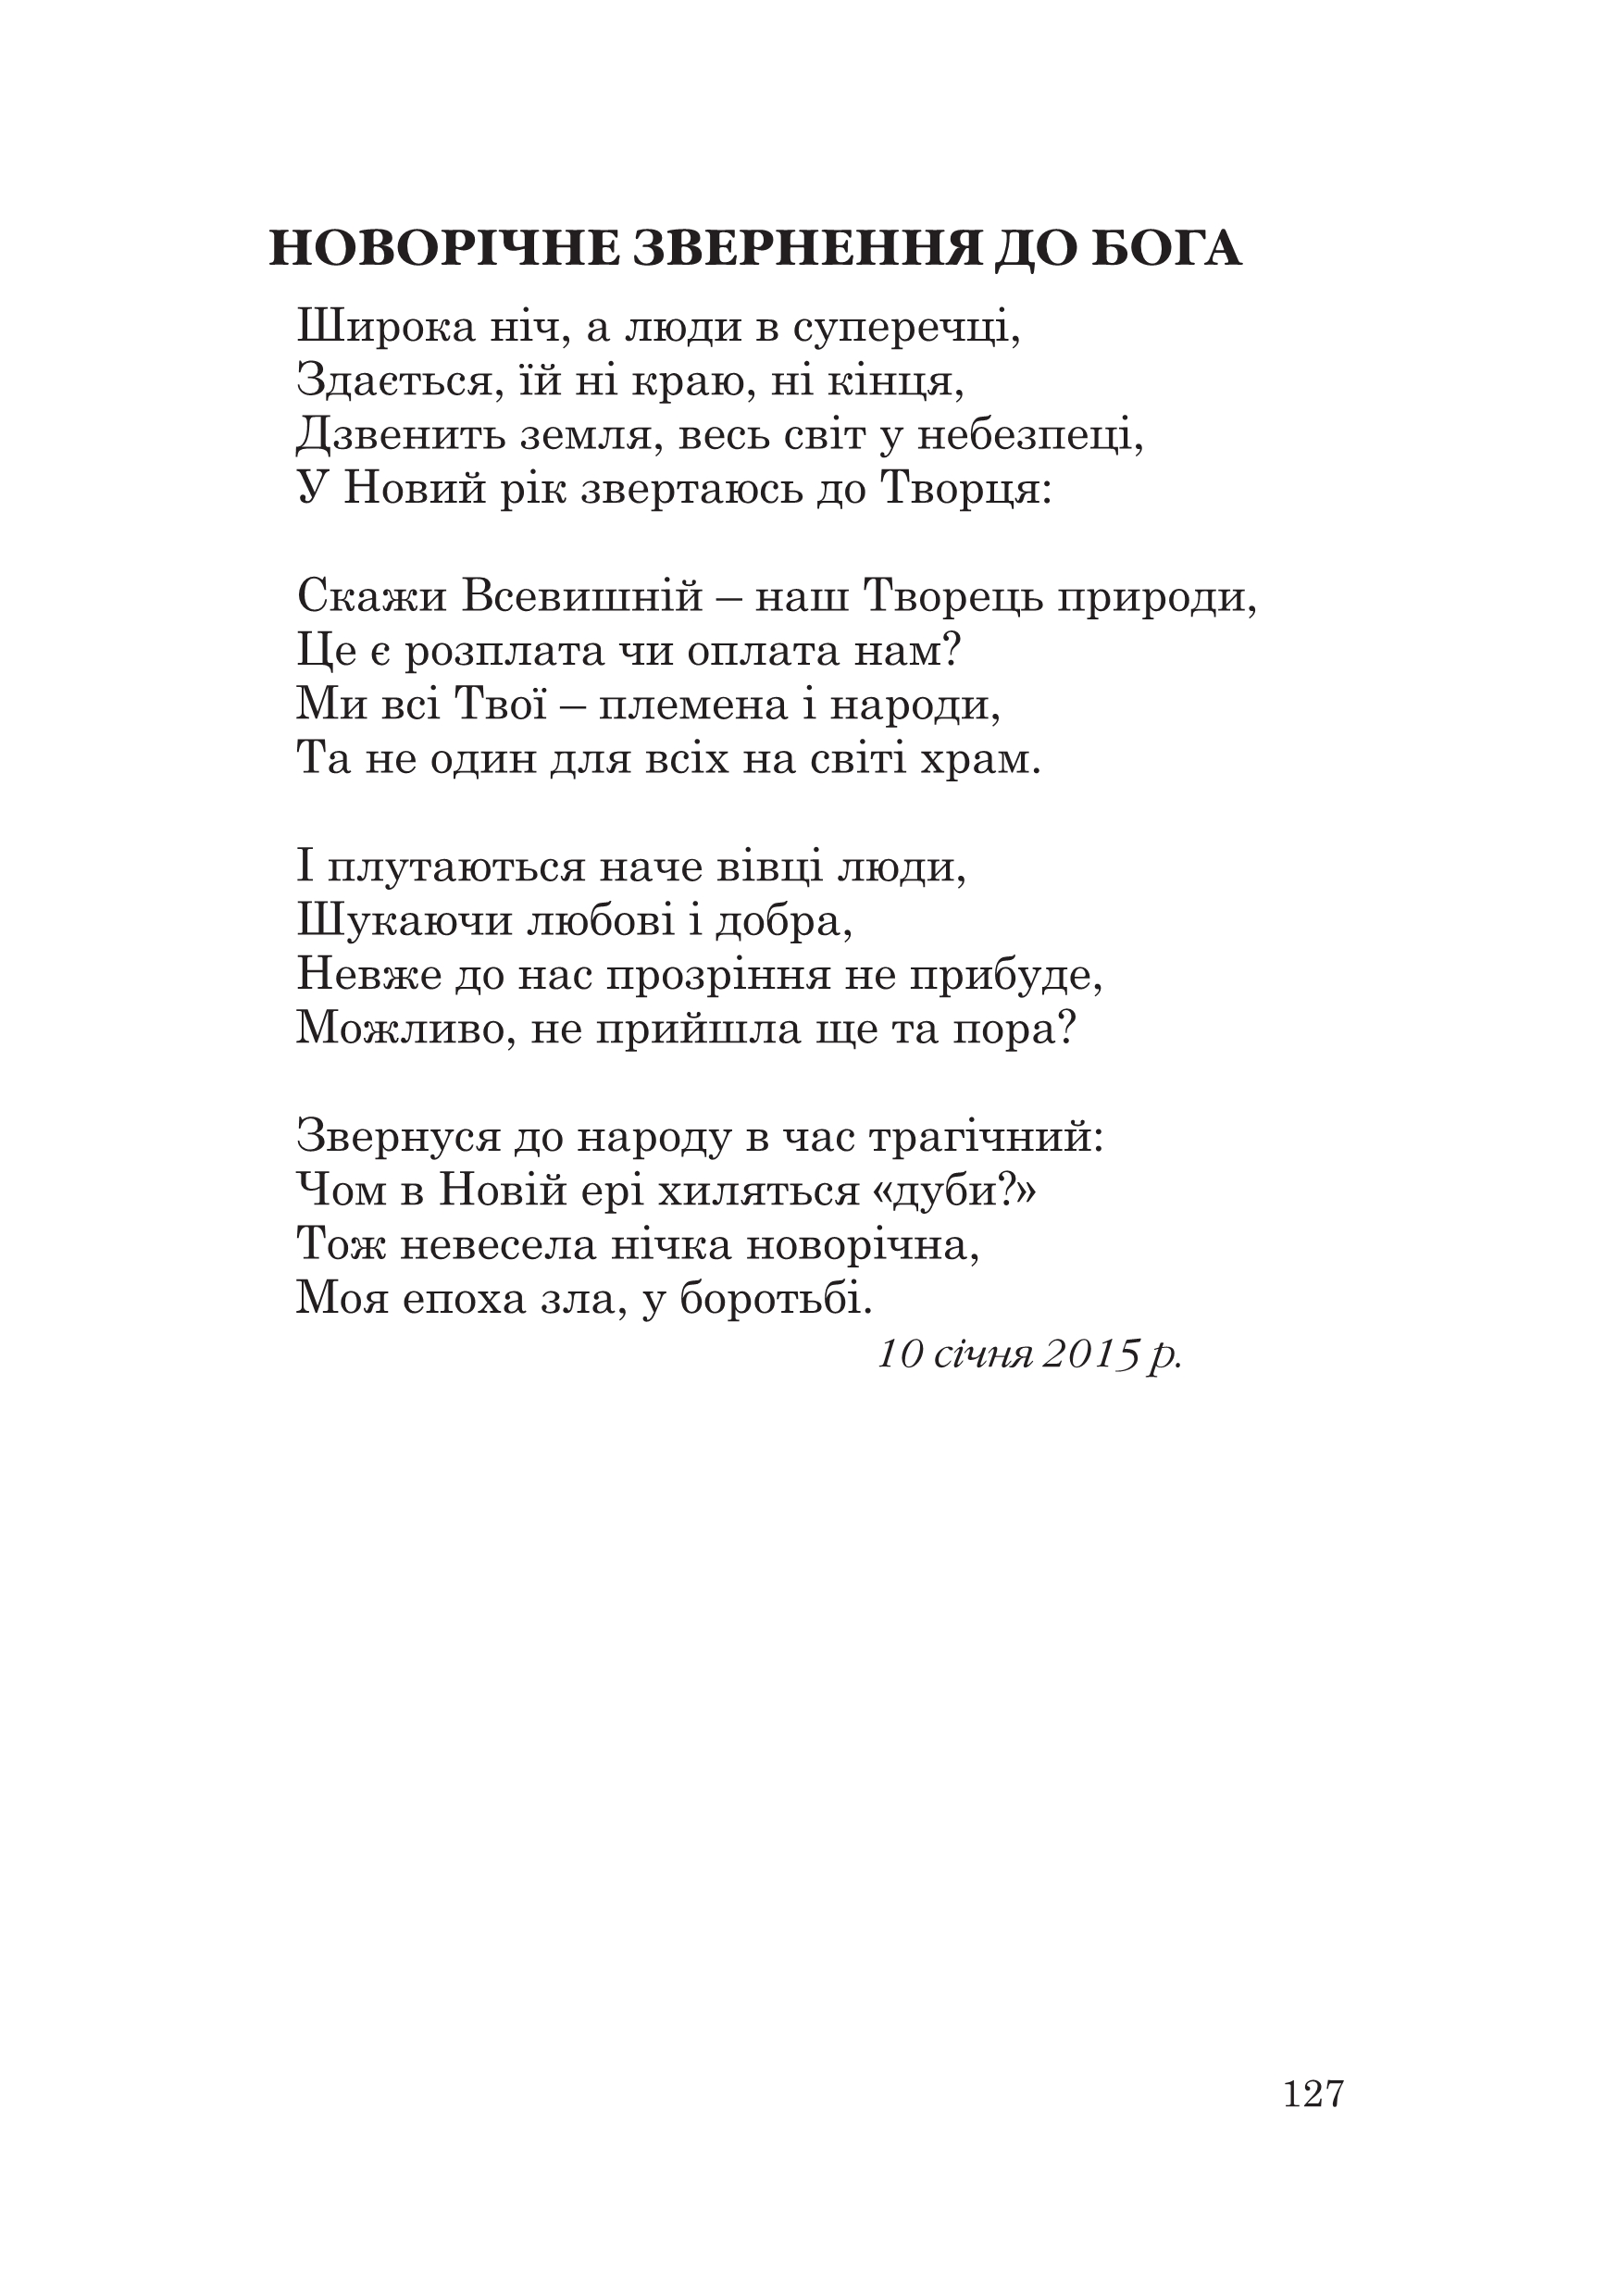 НОВОРІЧНЕ ЗВЕРНЕННЯ ДО БОГА
Широка ніч, а люди в суперечці,
Здається, їй ні краю, ні кінця,
Дзвенить земля, весь світ у небезпеці,
У Новий рік звертаюсь до Творця:
Скажи Всевишній – наш Творець природи,
Це є розплата чи оплата нам?
Ми всі Твої – племена і народи,
Та не один для всіх на світі храм.
І плутаються наче вівці люди,
Шукаючи любові і добра,
Невже до нас прозріння не прибуде,
Можливо, не прийшла ще та пора?
Звернуся до народу в час трагічний:
Чом в Новій ері хиляться «дуби?»
Тож невесела нічка новорічна,
Моя епоха зла, у боротьбі.
10 січня 2015 р.
127